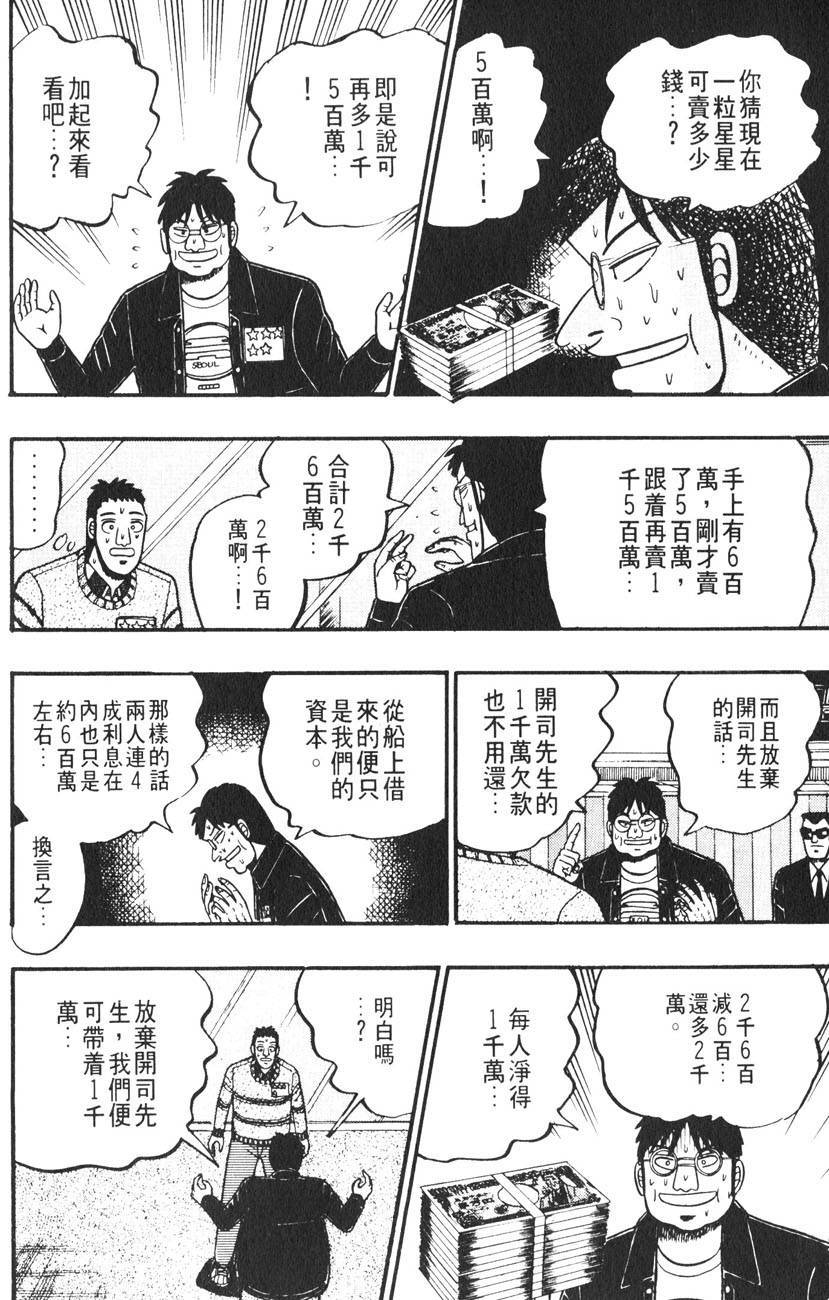 你猜現在
一粒星星
可賣多少
錢…?
5百萬啊…!
即是說可
再多1千
5百萬…
!
加起來看
看吧…?
SEOUL
手上有6百
萬，剛才賣
了5百萬，
跟着再賣1
千5百萬…
合計2千
6百萬…
2千6百
萬啊…!
……
而且放棄
開司先生
的話…
開司先生的
1千萬欠款
也不用還…
從船上借
來的便只
是我們的
資本。
那樣的話
兩人連4
成利息在
內也只是
約6百萬
左右…
換言之…
2千6百
減6百…
還多2千
萬。
每人淨得
1千萬…
明白嗎
…?
放棄開司先
生，我們便
可帶着1千
萬…